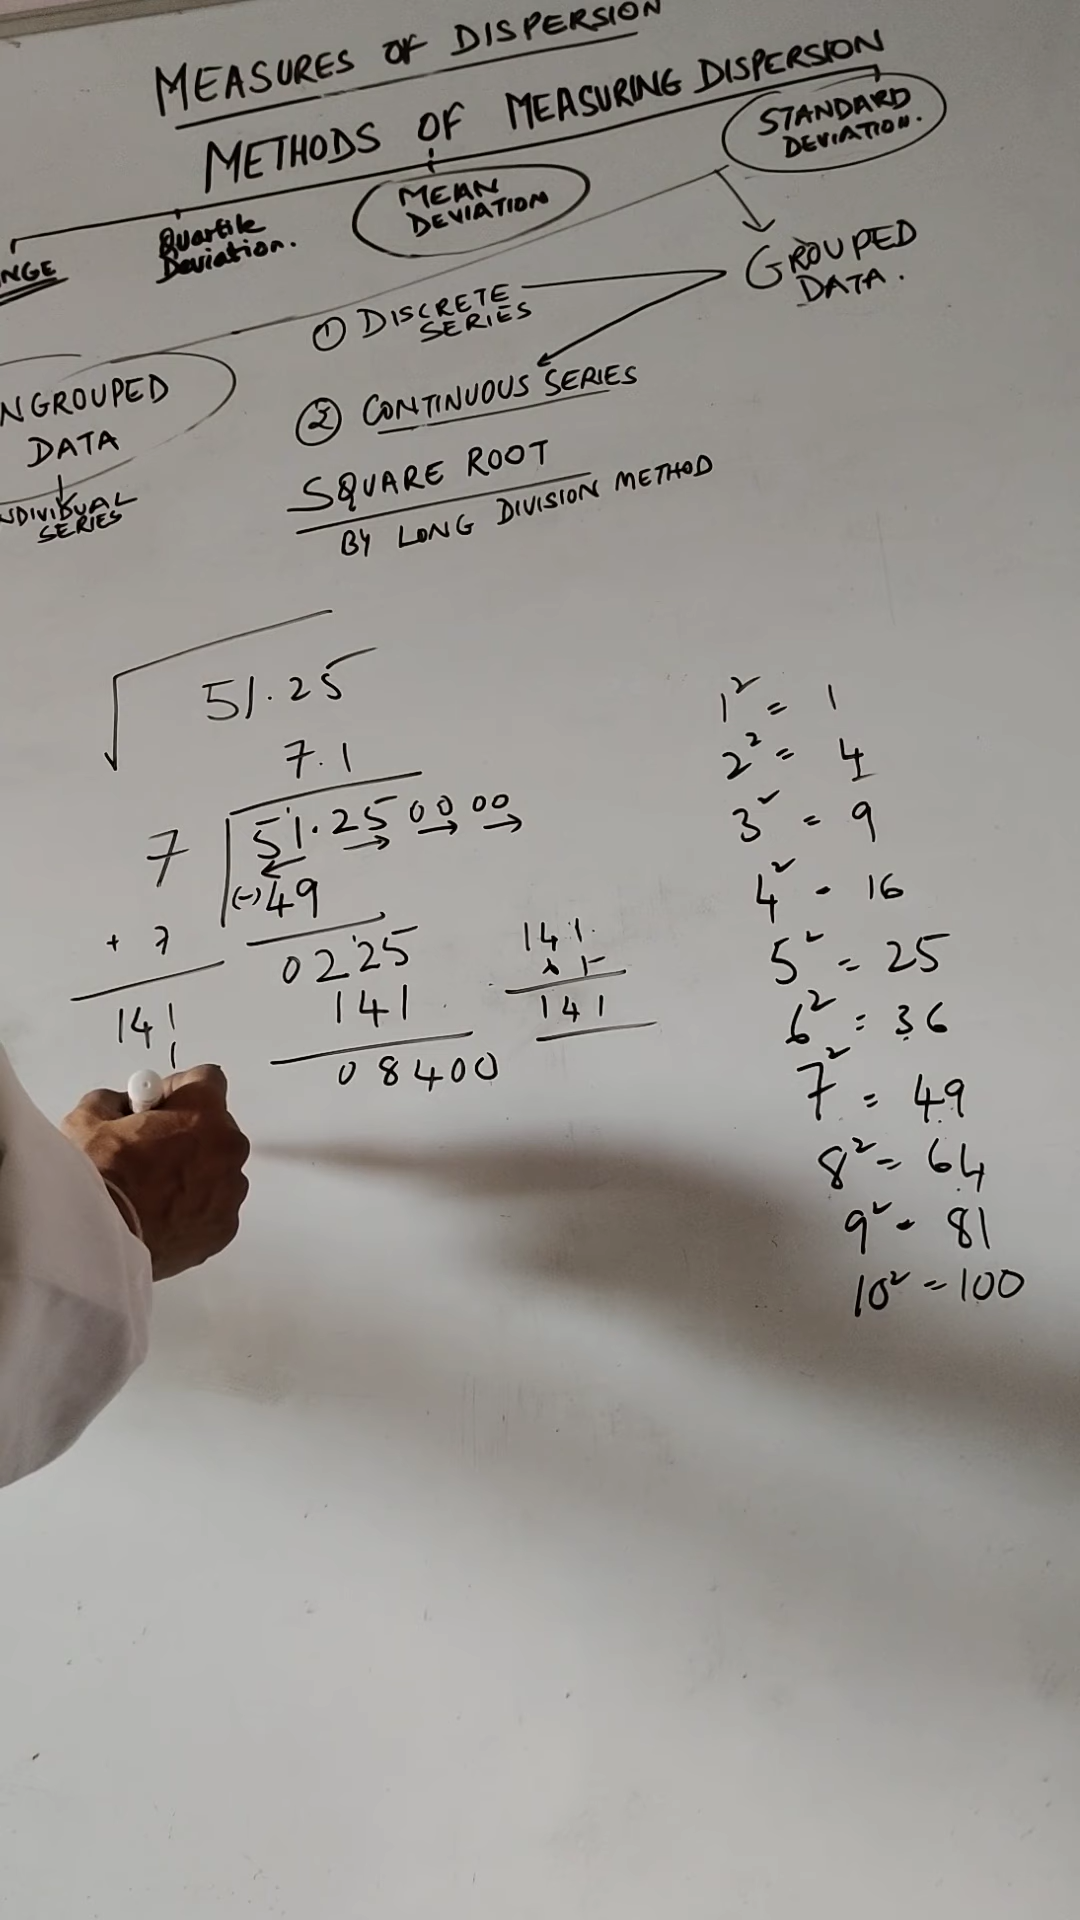 MEASURES OF DISPERSION
METHODS OF MEASURING DISPERSION
NGE
Quartile
Deviation.
MEAN
DEVIATION
STANDARD
DEVIATION.
GROUPED
DATA.
① DISCRETE
SERIES
② CONTINUOUS SERIES
NGROUPED
DATA
NDIVIDUAL
SERIES
SQUARE ROOT
BY LONG DIVISION METHOD
√51.25
7.1
7 51.25 00 00
(-) 49
+ 7
0225
141
141
1
08400
141
x 1
141
1² = 1
2² = 4
3² = 9
4² = 16
5² = 25
6² = 36
7² = 49
8² = 64
9² = 81
10² = 100